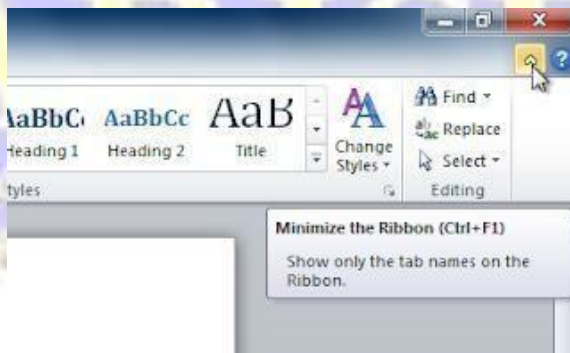 AaBbC AaBbCc AaB
Heading 1 Heading 2 Title
Change
Styles
Find
Replace
Select
Editing
Minimize the Ribbon (Ctrl+F1)
Show only the tab names on the
Ribbon.